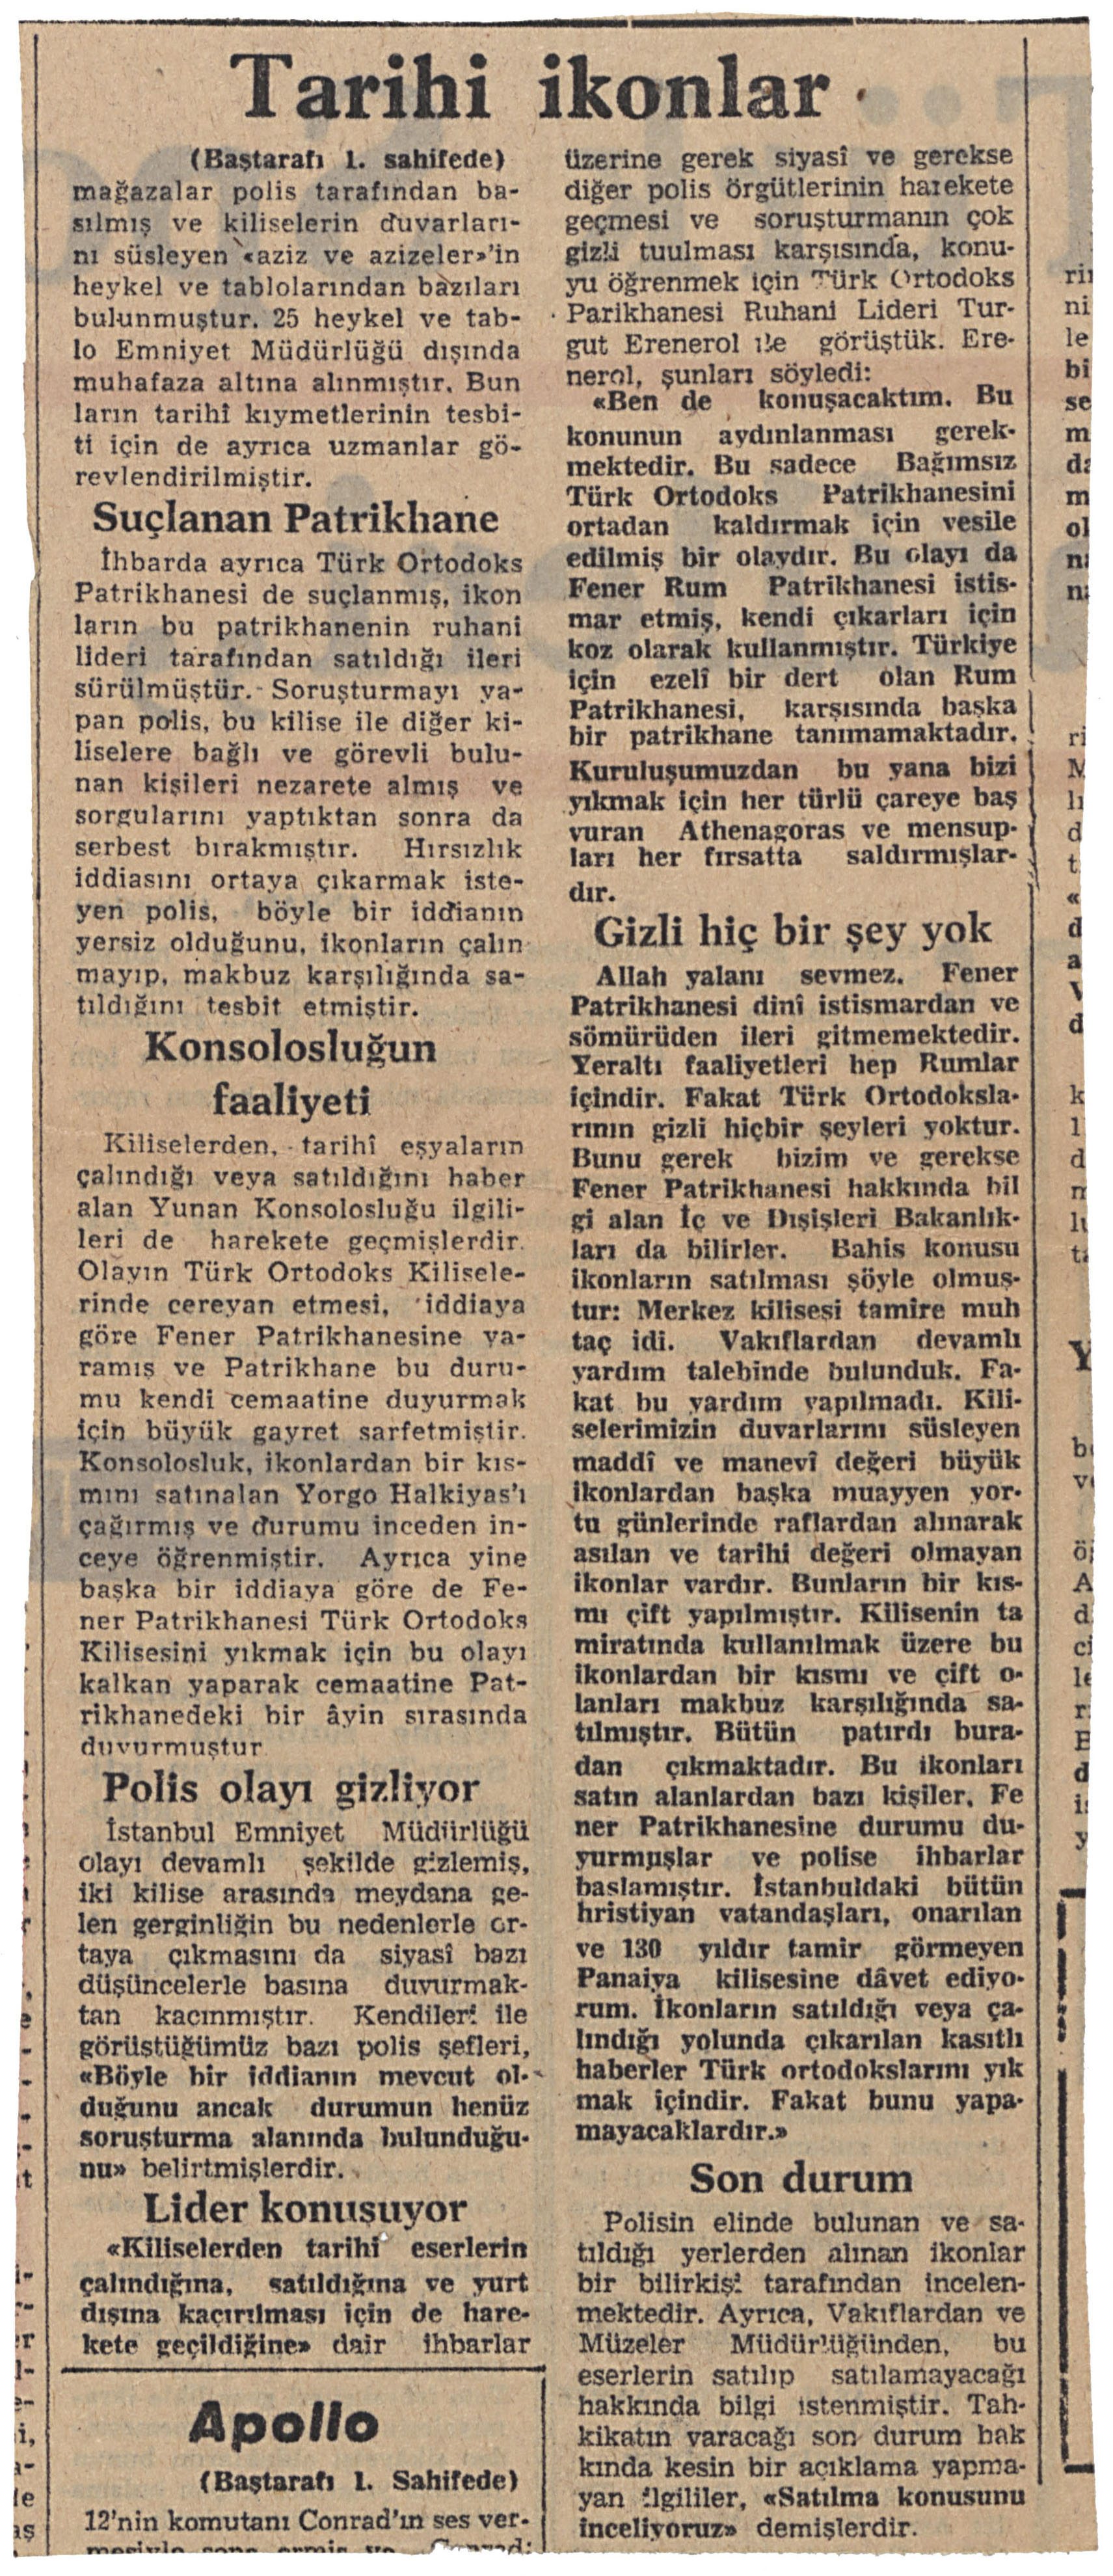 Tarihi ikonlar
(Baştarafı 1. sahifede)
mağazalar polis tarafından ba-
sılmış ve kiliselerin duvarları-
nı süsleyen «aziz ve azizeler»'in
heykel ve tablolarından bazıları
bulunmuştur. 25 heykel ve tab-
lo Emniyet Müdürlüğü dışında
muhafaza altına alınmıştır. Bun
ların tarihî kıymetlerinin tesbi-
ti için de ayrıca uzmanlar gö-
revlendirilmiştir.
Suçlanan Patrikhane
İhbarda ayrıca Türk Ortodoks
Patrikhanesi de suçlanmış, ikon
ların bu patrikhanenin ruhanî
lideri tarafından satıldığı ileri
sürülmüştür. Soruşturmayı ya-
pan polis, bu kilise ile diğer ki-
liselere bağlı ve görevli bulu-
nan kişileri nezarete almış ve
sorgularını yaptıktan sonra da
serbest bırakmıştır. Hırsızlık
iddiasını ortaya çıkarmak iste-
yen polis, böyle bir iddianın
yersiz olduğunu, ikonların çalın
mayıp, makbuz karşılığında sa-
tıldığını tesbit etmiştir.
Konsolosluğun
faaliyeti
Kiliselerden, tarihî eşyaların
çalındığı veya satıldığını haber
alan Yunan Konsolosluğu ilgili-
leri de harekete geçmişlerdir.
Olayın Türk Ortodoks Kilisele-
rinde cereyan etmesi, iddiaya
göre Fener Patrikhanesine ya-
ramış ve Patrikhane bu duru-
mu kendi cemaatine duyurmak
için büyük gayret sarfetmiştir.
Konsolosluk, ikonlardan bir kıs-
mını satınalan Yorgo Halkiyas'ı
çağırmış ve durumu inceden in-
ceye öğrenmiştir. Ayrıca yine
başka bir iddiaya göre de Fe-
ner Patrikhanesi Türk Ortodoks
Kilisesini yıkmak için bu olayı
kalkan yaparak cemaatine Pat-
rikhanedeki bir âyin sırasında
duyurmuştur
Polis olayı gizliyor
İstanbul Emniyet Müdürlüğü
olayı devamlı şekilde gizlemiş,
iki kilise arasında meydana ge-
len gerginliğin bu nedenlerle or-
taya çıkmasını da siyasî bazı
düşüncelerle basına duyurmak-
tan kaçınmıştır. Kendileri ile
görüştüğümüz bazı polis şefleri,
«Böyle bir iddianın mevcut ol-
duğunu ancak durumun henüz
soruşturma alanında bulunduğu-
nu» belirtmişlerdir.
Lider konuşuyor
«Kiliselerden tarihi eserlerin
çalındığına, satıldığına ve yurt
dışına kaçırılması için de hare-
kete geçildiğine» dair ihbarlar
üzerine gerek siyasî ve gerekse
diğer polis örgütlerinin harekete
geçmesi ve soruşturmanın çok
gizli tuulması karşısında, konu-
yu öğrenmek için Türk Ortodoks
Parikhanesi Ruhani Lideri Tur-
gut Erenerol ile görüştük. Ere-
nerol, şunları söyledi:
«Ben de konuşacaktım. Bu
konunun aydınlanması gerek-
mektedir. Bu sadece Bağımsız
Türk Ortodoks Patrikhanesini
ortadan kaldırmak için vesile
edilmiş bir olaydır. Bu olayı da
Fener Rum Patrikhanesi istis-
mar etmiş, kendi çıkarları için
koz olarak kullanmıştır. Türkiye
için ezelî bir dert olan Rum
Patrikhanesi, karşısında başka
bir patrikhane tanımamaktadır.
Kuruluşumuzdan bu yana bizi
yıkmak için her türlü çareye baş
vuran Athenagoras ve mensup-
ları her fırsatta saldırmışlar-
dır.
Gizli hiç bir şey yok
Allah yalanı sevmez. Fener
Patrikhanesi dinî istismardan ve
sömürüden ileri gitmemektedir.
Yeraltı faaliyetleri hep Rumlar
içindir. Fakat Türk Ortodoksla-
rının gizli hiçbir şeyleri yoktur.
Bunu gerek bizim ve gerekse
Fener Patrikhanesi hakkında bil
gi alan İç ve Dışişleri Bakanlık-
ları da bilirler. Bahis konusu
ikonların satılması şöyle olmuş-
tur: Merkez kilisesi tamire muh
taç idi. Vakıflardan devamlı
yardım talebinde bulunduk. Fa-
kat bu yardım yapılmadı. Kili-
selerimizin duvarlarını süsleyen
maddî ve manevî değeri büyük
ikonlardan başka muayyen yor-
tu günlerinde raflardan alınarak
asılan ve tarihi değeri olmayan
ikonlar vardır. Bunların bir kıs-
mı çift yapılmıştır. Kilisenin ta
miratında kullanılmak üzere bu
ikonlardan bir kısmı ve çift o-
lanları makbuz karşılığında sa-
tılmıştır. Bütün patırdı bura-
dan çıkmaktadır. Bu ikonları
satın alanlardan bazı kişiler, Fe
ner Patrikhanesine durumu du-
yurmuşlar ve polise ihbarlar
başlamıştır. İstanbuldaki bütün
hristiyan vatandaşları, onarılan
ve 130 yıldır tamir görmeyen
Panaiya kilisesine dâvet ediyo-
rum. İkonların satıldığı veya ça-
lındığı yolunda çıkarılan kasıtlı
haberler Türk ortodokslarını yık
mak içindir. Fakat bunu yapa-
mayacaklardır.»
Son durum
Polisin elinde bulunan ve sa-
tıldığı yerlerden alınan ikonlar
bir bilirkişi tarafından incelen-
mektedir. Ayrıca, Vakıflardan ve
Müzeler Müdürlüğünden, bu
eserlerin satılıp satılamayacağı
hakkında bilgi istenmiştir. Tah-
kikatın varacağı son durum hak
kında kesin bir açıklama yapma-
yan ilgililer, «Satılma konusunu
inceliyoruz» demişlerdir.
Apollo
(Baştarafı 1. Sahifede)
12'nin komutanı Conrad'ın ses ver-